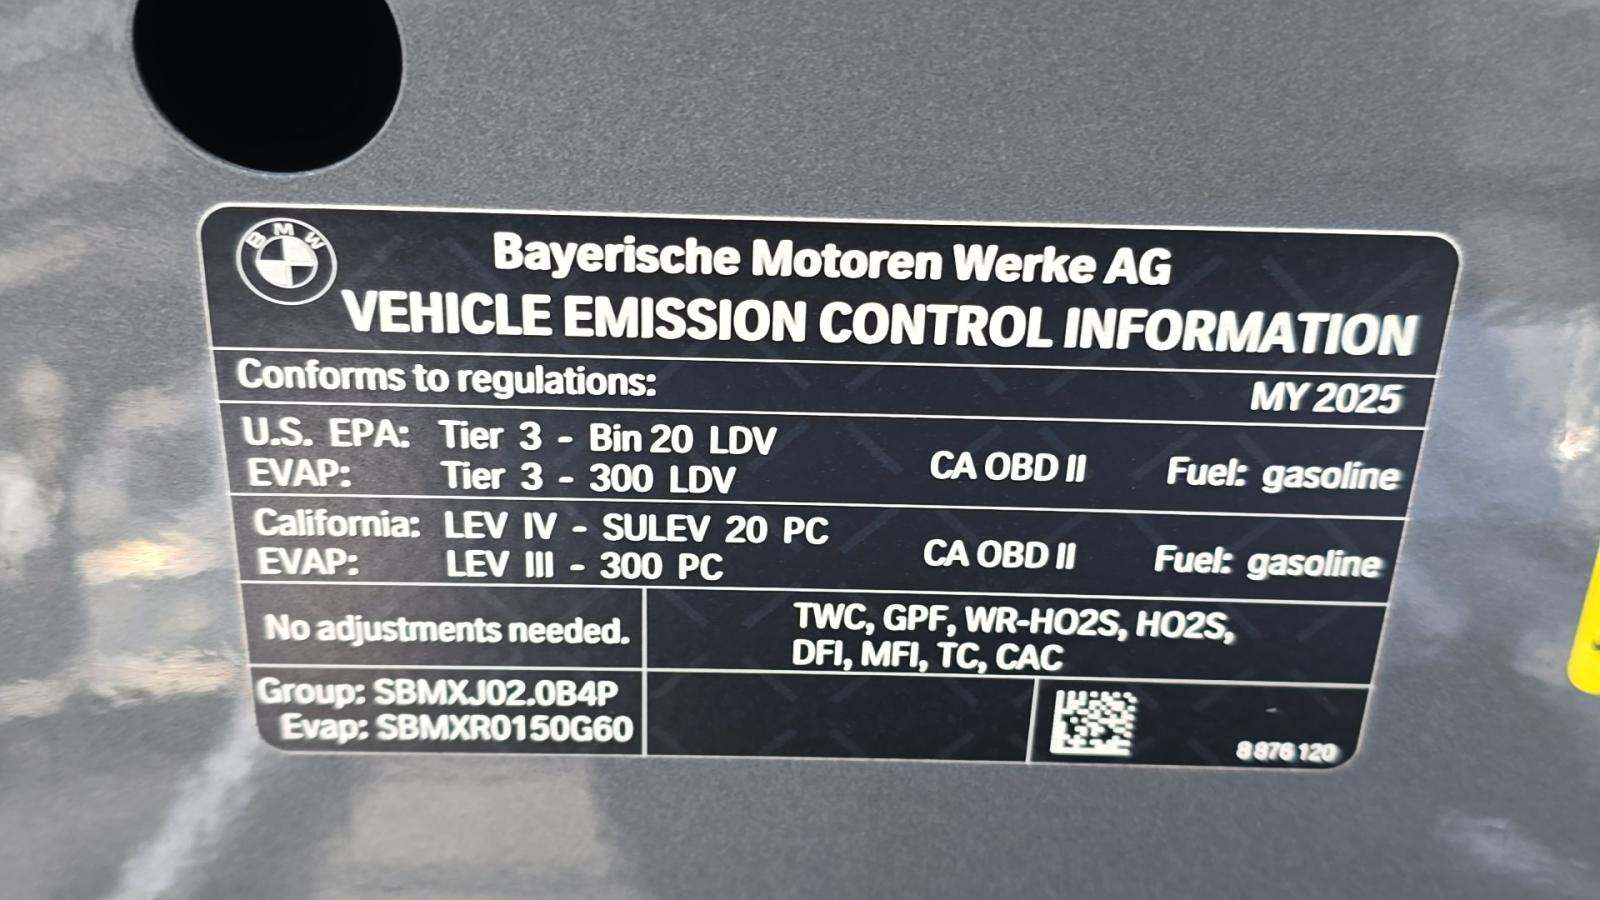 BMW
Bayerische Motoren Werke AG
VEHICLE EMISSION CONTROL INFORMATION
Conforms to regulations: MY 2025
U.S. EPA: Tier 3 - Bin 20 LDV
EVAP: Tier 3 - 300 LDV
CA OBD II Fuel: gasoline
California: LEV IV - SULEV 20 PC
EVAP: LEV III - 300 PC
CA OBD II Fuel: gasoline
No adjustments needed.
TWC, GPF, WR-HO2S, HO2S,
DFI, MFI, TC, CAC
Group: SBMXJ02.0B4P
Evap: SBMXR0150G60
8 876 120